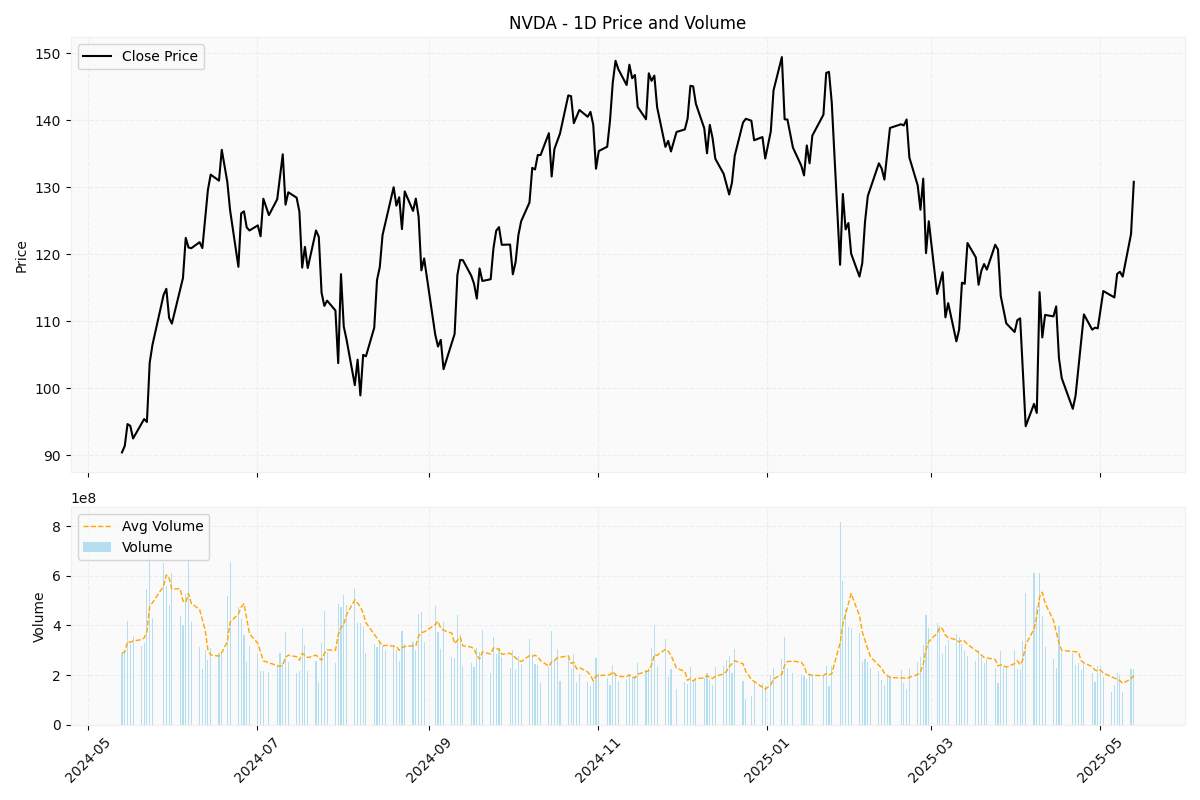 NVDA - 1D Price and Volume
Close Price
Price
150
140
130
120
110
100
90
1e8
Avg Volume
Volume
Volume
8
6
4
2
0
2024-05
2024-07
2024-09
2024-11
2025-01
2025-03
2025-05